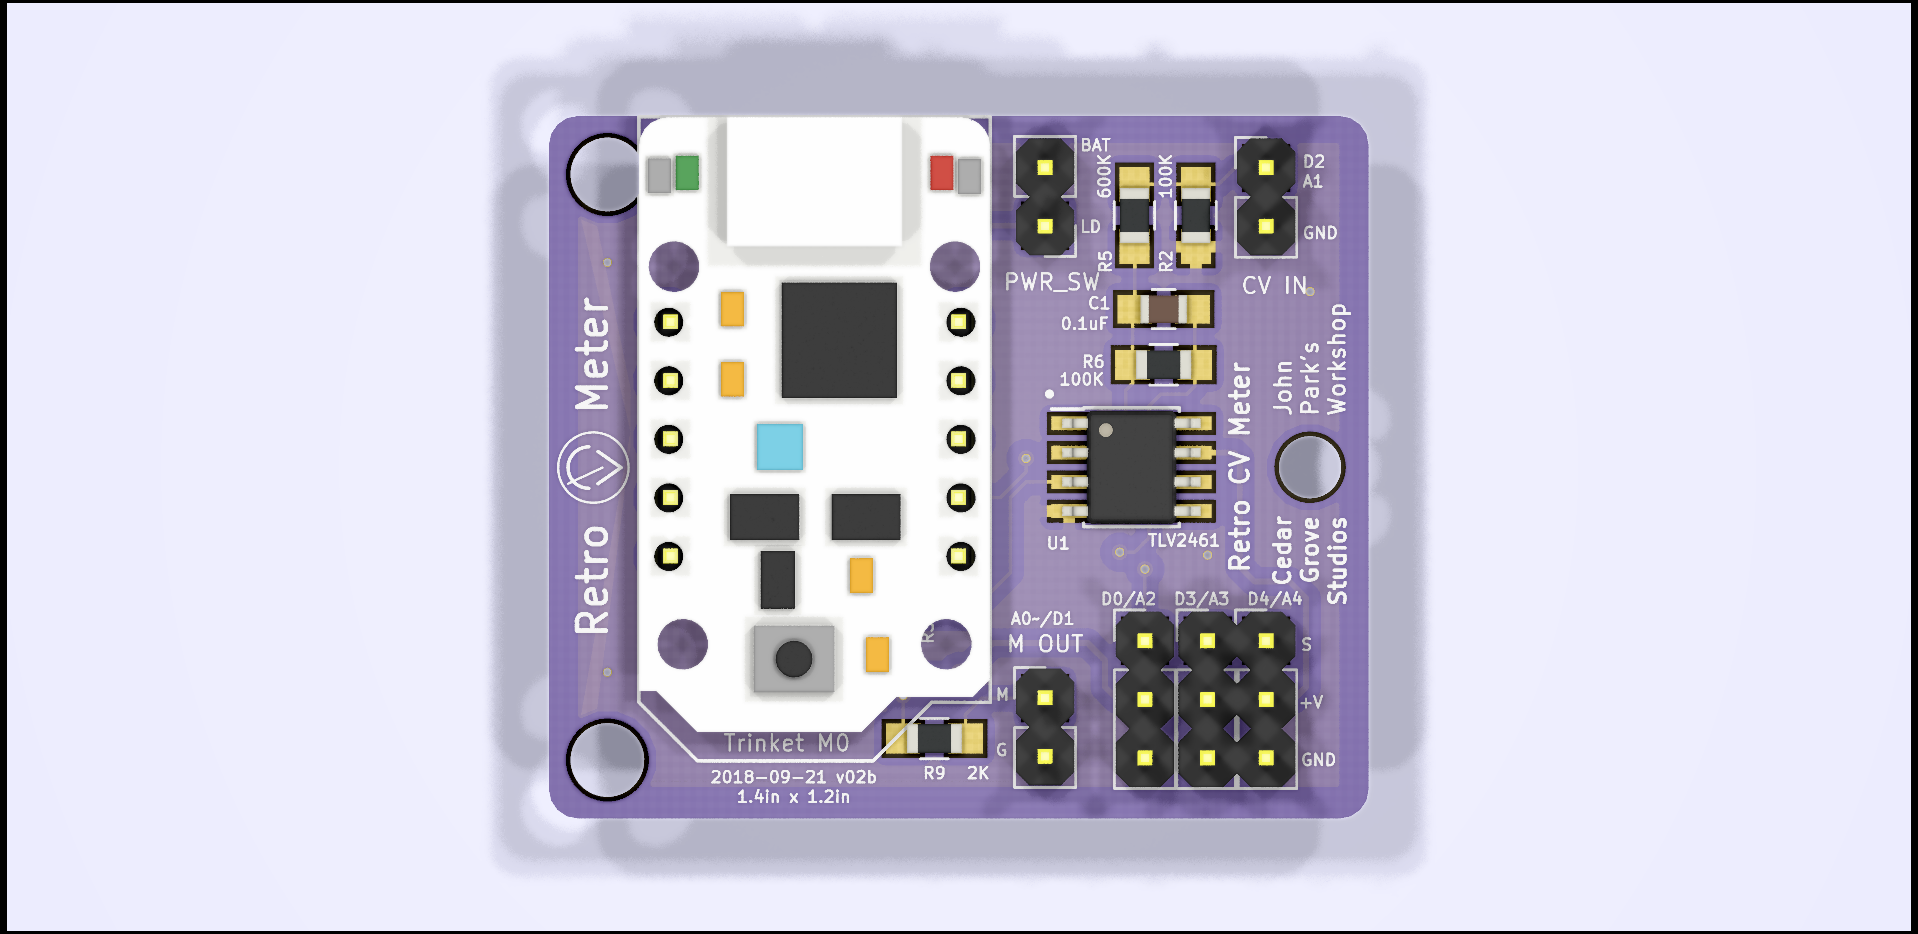 BAT
LD
PWR_SW
600K
R5
100K
R2
D2
A1
GND
CV IN
C1
0.1uF
R6
100K
Retro Meter
Retro CV Meter
John
Park's
Workshop
Cedar
Grove
Studios
U1
TLV2461
D0/A2 D3/A3 D4/A4
S
+V
GND
A0~/D1
M OUT
M
G
R3
Trinket M0
2018-09-21 v02b
1.4in x 1.2in
R9 2K